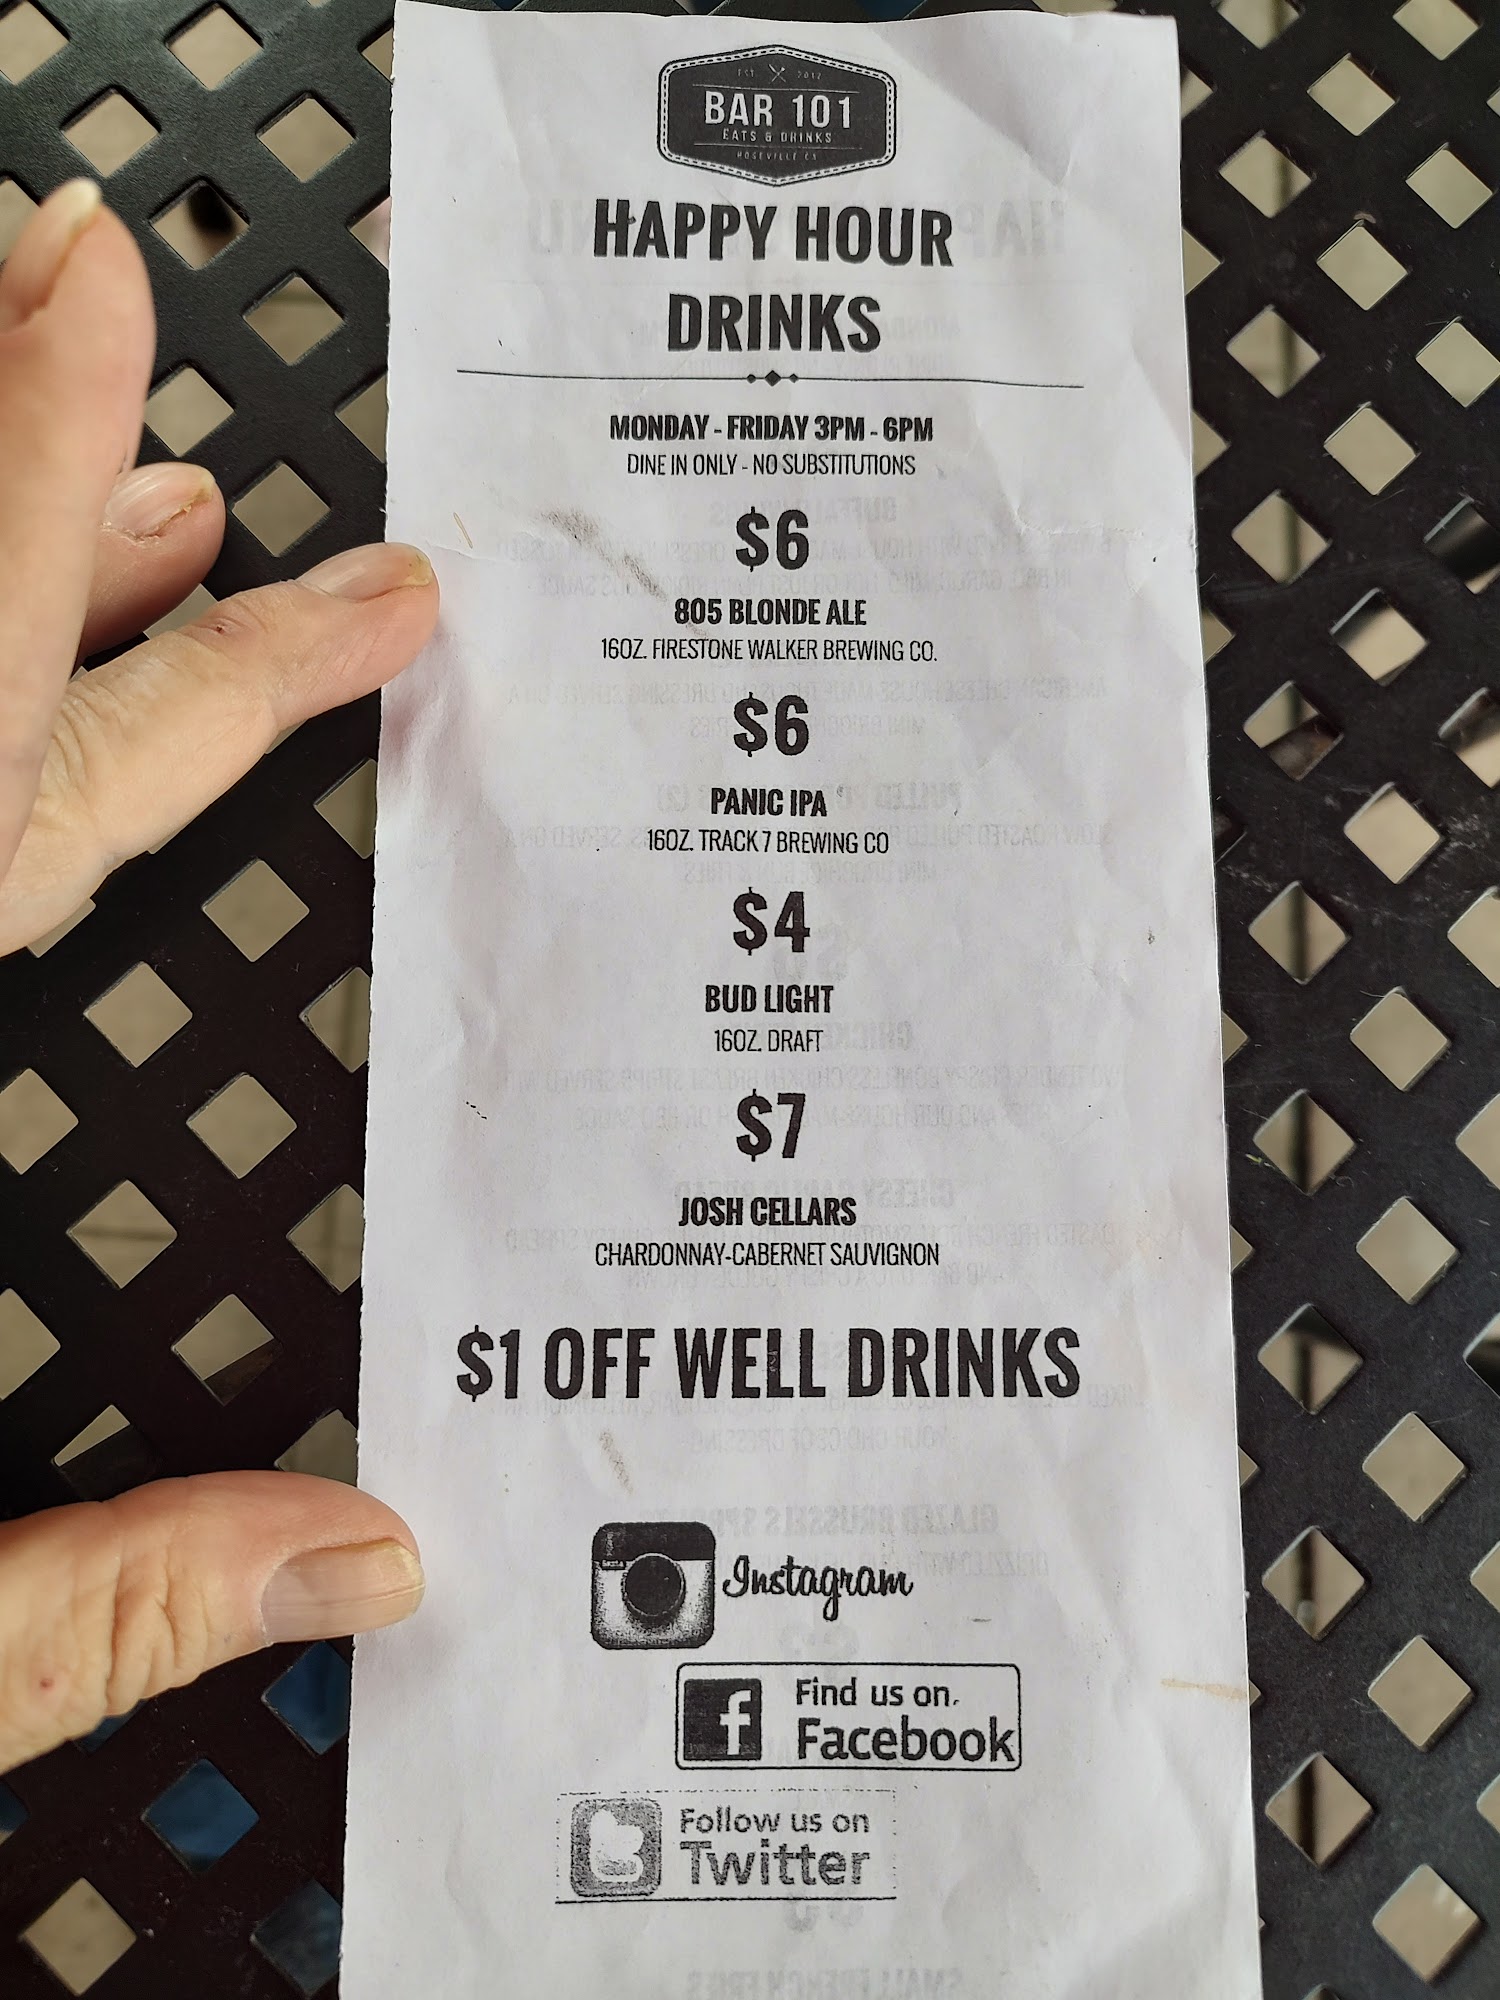 EST. 2012
BAR 101
EATS & DRINKS
ROSEVILLE CA
HAPPY HOUR
DRINKS
MONDAY - FRIDAY 3PM - 6PM
DINE IN ONLY - NO SUBSTITUTIONS
$6
805 BLONDE ALE
16OZ. FIRESTONE WALKER BREWING CO.
$6
PANIC IPA
16OZ. TRACK 7 BREWING CO
$4
BUD LIGHT
16OZ. DRAFT
$7
JOSH CELLARS
CHARDONNAY-CABERNET SAUVIGNON
$1 OFF WELL DRINKS
Instagram
Find us on
Facebook
Follow us on
Twitter